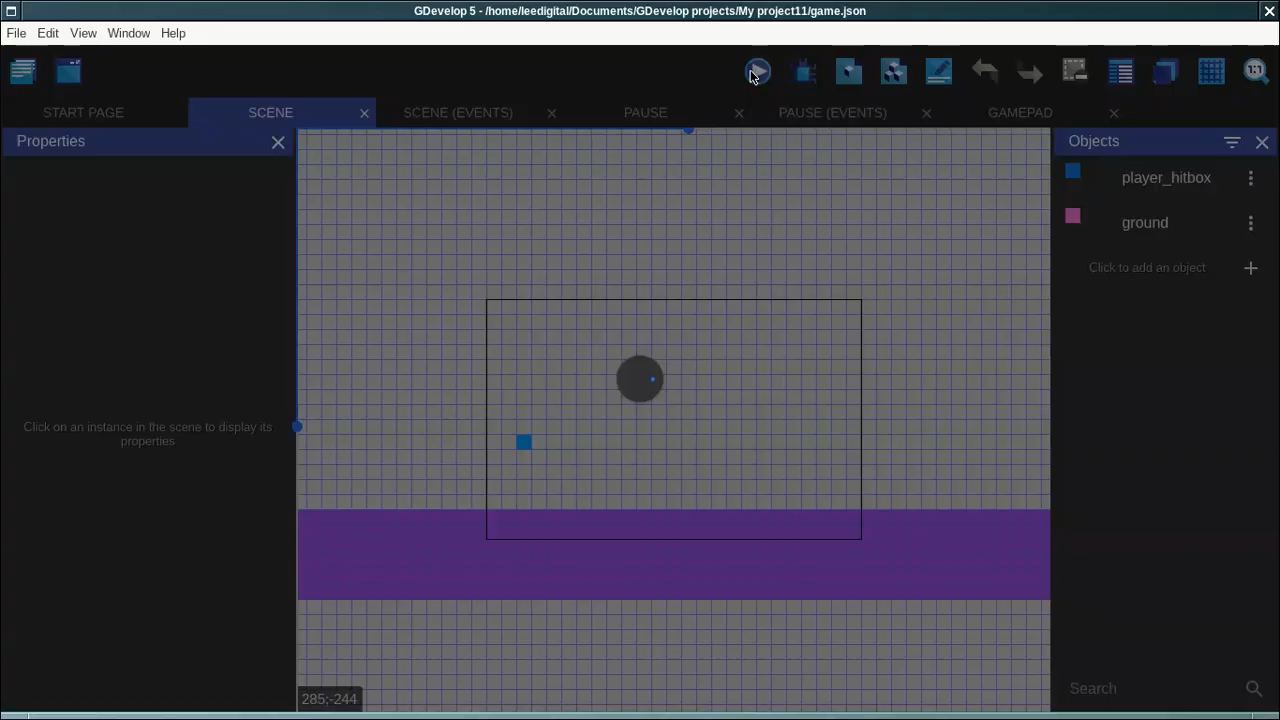 GDevelop 5 - /home/leedigital/Documents/GDevelop projects/My project11/game.json
File Edit View Window Help
1:1
START PAGE SCENE SCENE (EVENTS) PAUSE PAUSE (EVENTS) GAMEPAD
Properties
Objects
player_hitbox
ground
Click to add an object
Click on an instance in the scene to display its
properties
285;-244
Search